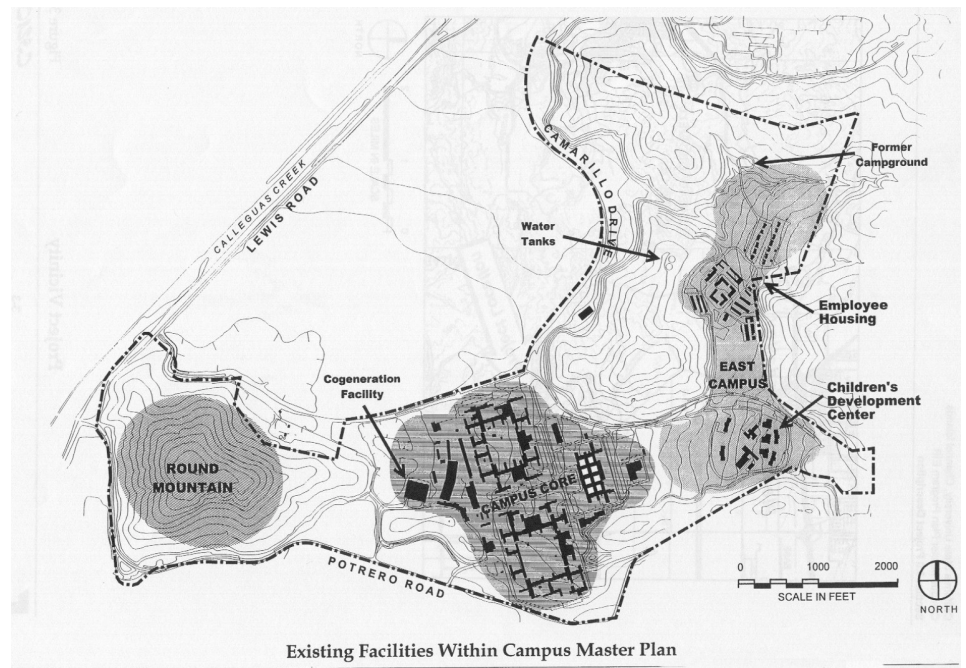 CALLEGUAS CREEK
LEWIS ROAD
CAMARILLO DRIVE
Former
Campground
Water
Tanks
Employee
Housing
EAST
CAMPUS
Cogeneration
Facility
Children's
Development
Center
ROUND
MOUNTAIN
CAMPUS CORE
POTRERO ROAD
0 1000 2000
SCALE IN FEET
NORTH
Existing Facilities Within Campus Master Plan